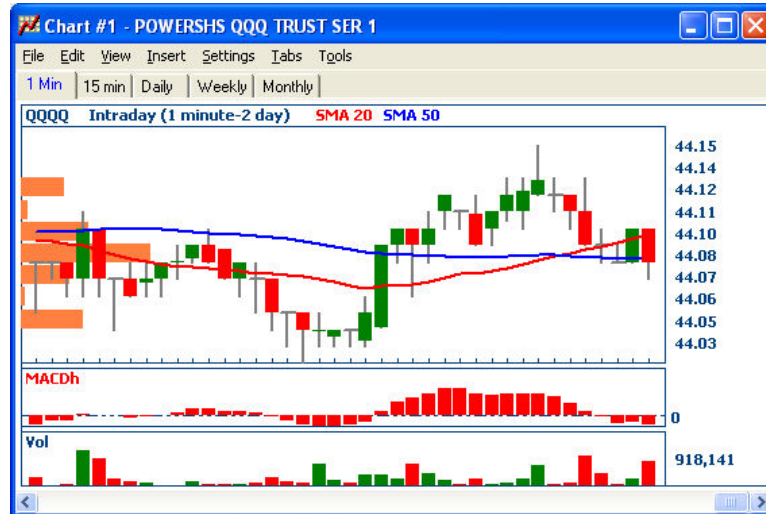 Chart #1 - POWERSHS QQQ TRUST SER 1
File Edit View Insert Settings Tabs Tools
1 Min 15 min Daily Weekly Monthly
QQQQ Intraday (1 minute-2 day) SMA 20 SMA 50
44.15
44.14
44.12
44.11
44.10
44.08
44.07
44.06
44.05
44.03
MACDh
0
Vol
918,141